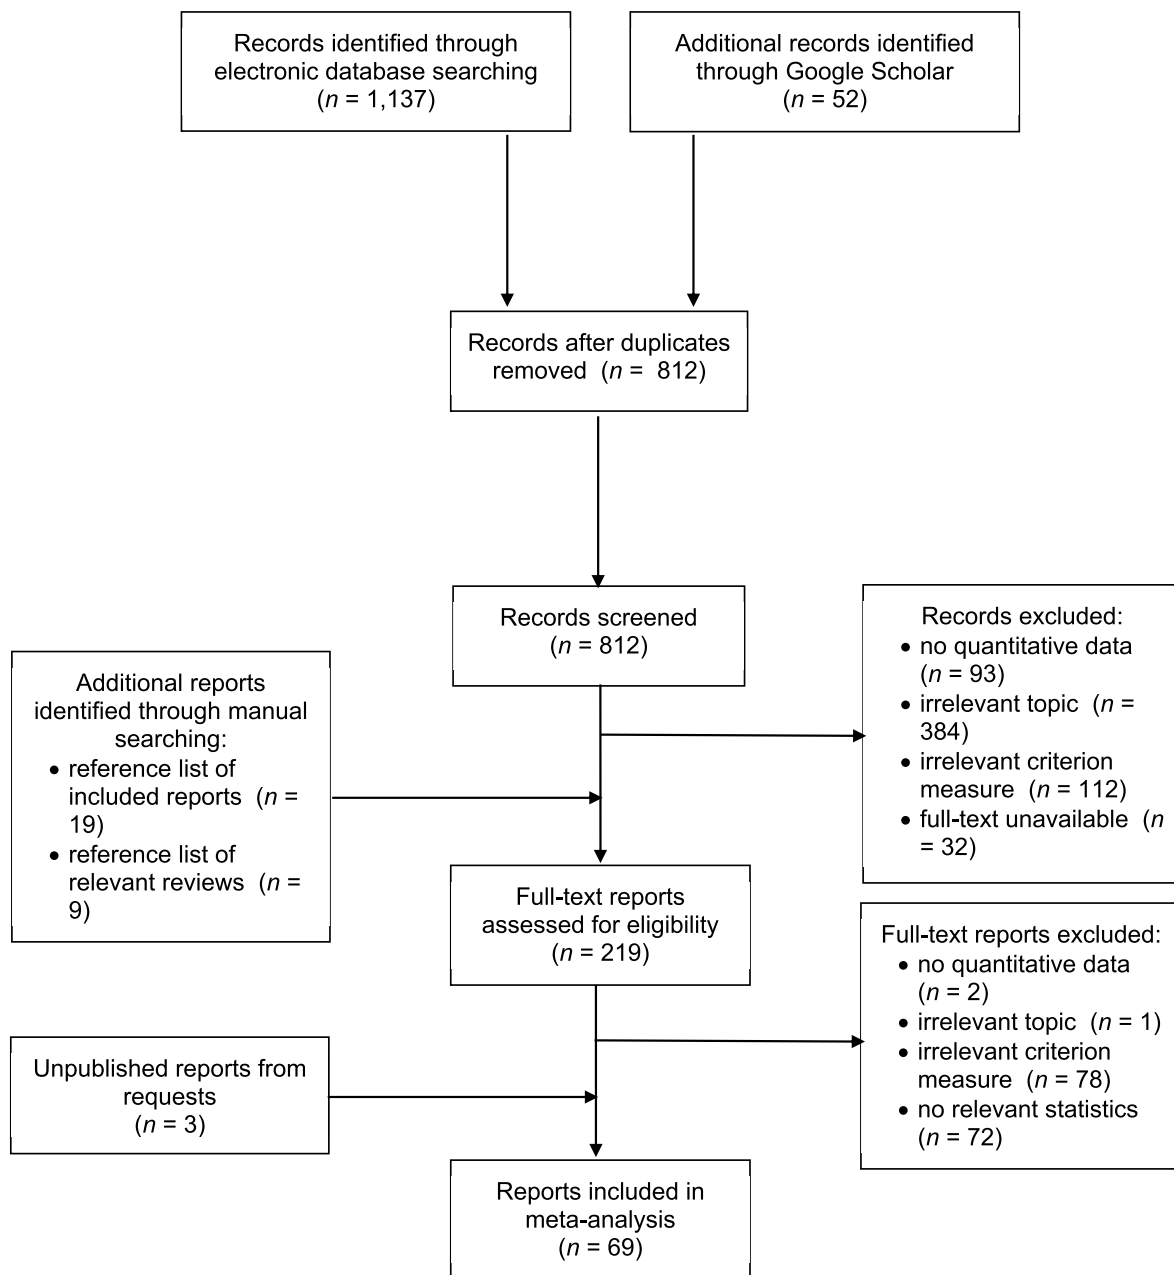 Records identified through
electronic database searching
(n = 1,137)
Additional records identified
through Google Scholar
(n = 52)
Records after duplicates
removed (n = 812)
Records screened
(n = 812)
Records excluded:
• no quantitative data
(n = 93)
• irrelevant topic (n =
384)
• irrelevant criterion
measure (n = 112)
• full-text unavailable (n
= 32)
Additional reports
identified through manual
searching:
• reference list of
included reports (n =
19)
• reference list of
relevant reviews (n =
9)
Full-text reports
assessed for eligibility
(n = 219)
Full-text reports excluded:
• no quantitative data
(n = 2)
• irrelevant topic (n = 1)
• irrelevant criterion
measure (n = 78)
• no relevant statistics
(n = 72)
Unpublished reports from
requests
(n = 3)
Reports included in
meta-analysis
(n = 69)